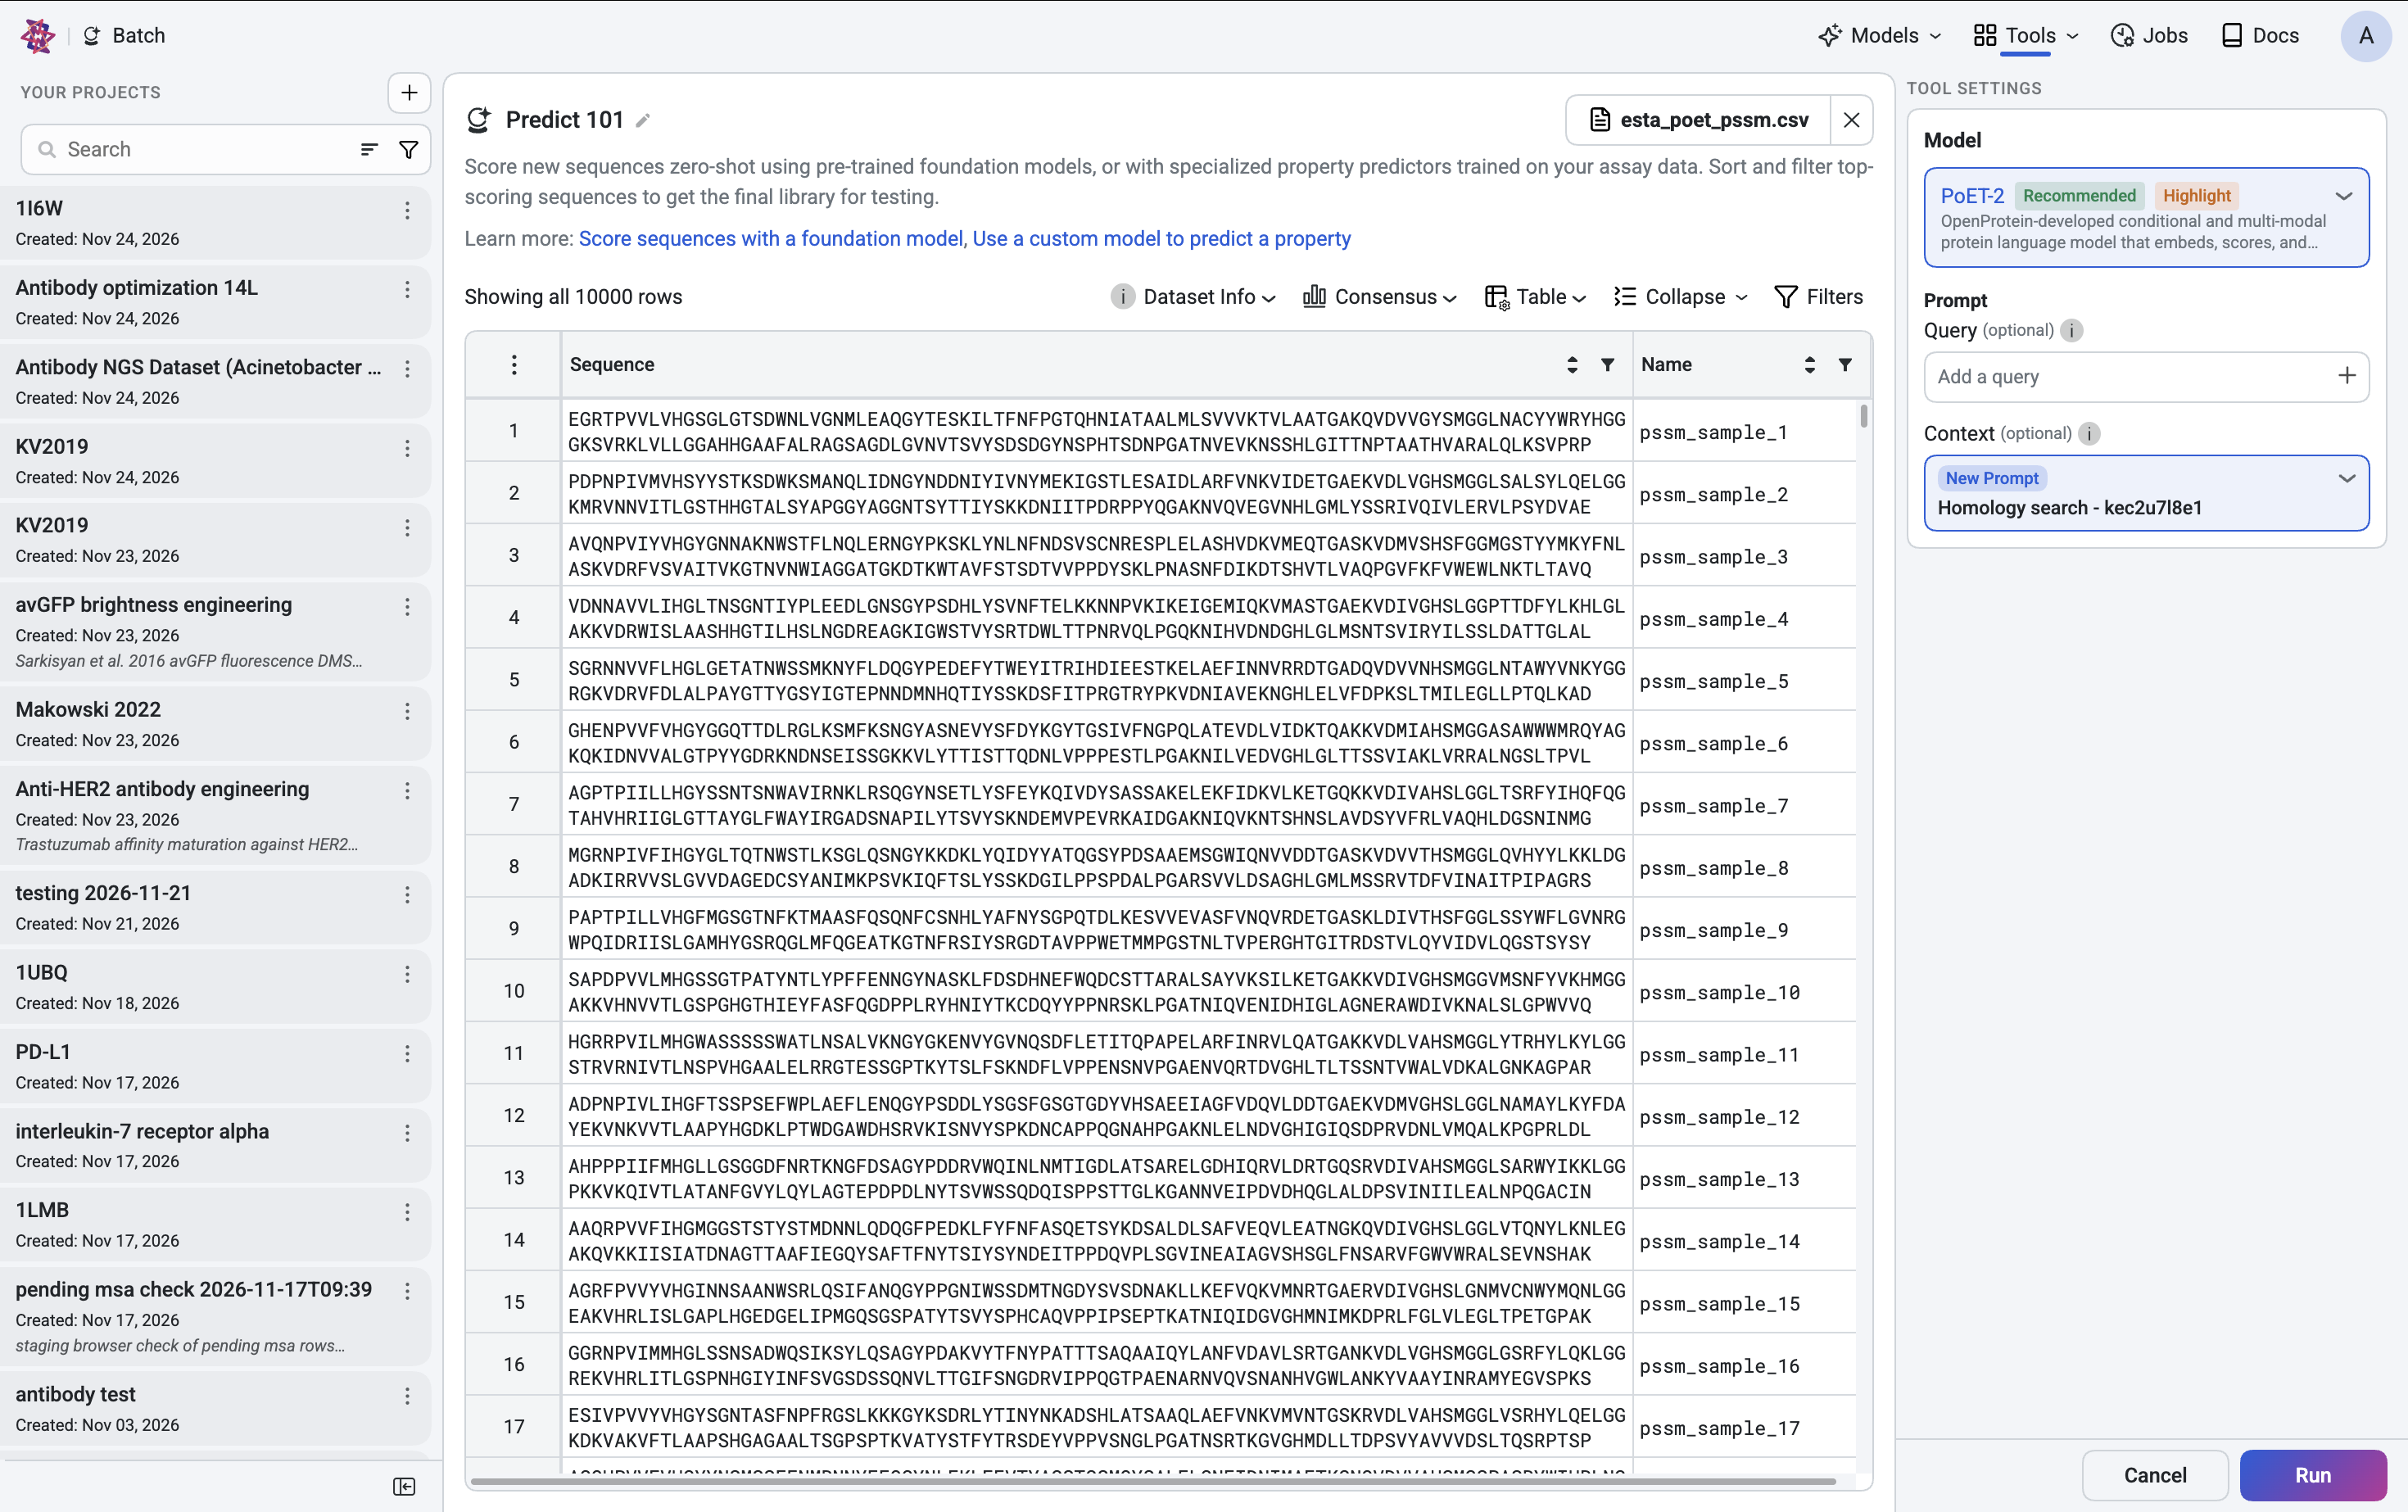 Batch
Models
Tools
Jobs
Docs
A
YOUR PROJECTS
Search
1I6W
Created: Nov 24, 2026
Antibody optimization 14L
Created: Nov 24, 2026
Antibody NGS Dataset (Acinetobacter ...
Created: Nov 24, 2026
KV2019
Created: Nov 24, 2026
KV2019
Created: Nov 23, 2026
avGFP brightness engineering
Created: Nov 23, 2026
Sarkisyan et al. 2016 avGFP fluorescence DMS...
Makowski 2022
Created: Nov 23, 2026
Anti-HER2 antibody engineering
Created: Nov 23, 2026
Trastuzumab affinity maturation against HER2...
testing 2026-11-21
Created: Nov 21, 2026
1UBQ
Created: Nov 18, 2026
PD-L1
Created: Nov 17, 2026
interleukin-7 receptor alpha
Created: Nov 17, 2026
1LMB
Created: Nov 17, 2026
pending msa check 2026-11-17T09:39
Created: Nov 17, 2026
staging browser check of pending msa rows...
antibody test
Created: Nov 03, 2026
Predict 101
esta_poet_pssm.csv
Score new sequences zero-shot using pre-trained foundation models, or with specialized property predictors trained on your assay data. Sort and filter top-
scoring sequences to get the final library for testing.
Learn more: Score sequences with a foundation model, Use a custom model to predict a property
Showing all 10000 rows
i Dataset Info
Consensus
Table
Collapse
Filters
Sequence
Name
1
EGRTPVVLVHGSGLGTSDWNLVGNMLEAQGYTESKILTFNFPGTQHNIATAALMLSVVVKTVLAATGAKQVDVVGYSMGGLNACYYWRYHGG
GKSVRKLVLLGGAHHGAAFALRAGSAGDLGVNVTSVYSDSDGYNSPHTSDNPGATNVEVKNSSHLGITTNPTAATHVARALQLKSVPRP
pssm_sample_1
2
PDPNPIVMVHSYYSTKSDWKSMANQLIDNGYNDDNIYIVNYMEKIGSTLESAIDLARFVNKVIDETGAEKVDLVGHSMGGLSALSYLQELGG
KMRVNNVITLGSTHHGTALSYAPGGYAGGNTSYTTIYSKKDNIITPDRPPYQGAKNVQVEGVNHLGMLYSSRIVQIVLERVLPSYDVAE
pssm_sample_2
3
AVQNPVIYVHGYGNNAKNWSTFLNQLERNGYPKSKLYNLNFNDSVSCNRESPLELASHVDKVMEQTGASKVDMVSHSFGGMGSTYYMKYFNL
ASKVDRFVSVAITVKGTNVNWIAGGATGKDTKWTAVFSTSDTVVPPDYSKLPNASNFDIKDTSHVTLVAQPGVFKFVWEWLNKTLTAVQ
pssm_sample_3
4
VDNNAVVLIHGLTNSGNTIYPLEEDLGNSGYPSDHLYSVNFTELKKNNPVKIKEIGEMIQKVMASTGAEKVDIVGHSLGGPTTDFYLKHLGL
AKKVDRWISLAASHHGTILHSLNGDREAGKIGWSTVYSRTDWLTTPNRVQLPGQKNIHVDNDGHLGLMSNTSVIRYILSSLDATTGLAL
pssm_sample_4
5
SGRNNVVFLHGLGETATNWSSMKNYFLDQGYPEDEFYTWEYITRIHDIEESTKELAEFINNVRRDTGADQVDVVNHSMGGLNTAWYVNKYGG
RGKVDRVFDLALPAYGTTYGSYIGTEPNNDMNHQTIYSSKDSFITPRGTRYPKVDNIAVEKNGHLELVFDPKSLTMILEGLLPTQLKAD
pssm_sample_5
6
GHENPVVFVHGYGGQTTDLRGLKSMFKSNGYASNEVYSFDYKGYTGSIVFNGPQLATEVDLVIDKTQAKKVDMIAHSMGGASAWWWMRQYAG
KQKIDNVVALGTPYYGDRKNDNSEISSGKKVLYTTISTTQDNLVPPPESTLPGAKNILVEDVGHLGLTTSSVIAKLVRRALNGSLTPVL
pssm_sample_6
7
AGPTPIILLHGYSSNTSNWAVIRNKLRSQGYNSETLYSFEYKQIVDYSASSAKELEKFIDKVLKETGQKKVDIVAHSLGGLTSRFYIHQFQG
TAHVHRIIGLGTTAYGLFWAYIRGADSNAPILYTSVYSKNDEMVPEVRKAIDGAKNIQVKNTSHNSLAVDSYVFRLVAQHLDGSNINMG
pssm_sample_7
8
MGRNPIVFIHGYGLTQTNWSTLKSGLQSNGYKKDKLYQIDYYATQGSYPDSAAEMSGWIQNVVDDTGASKVDVVTHSMGGLQVHYYLKKLDG
ADKIRRVVSLGVVDAGEDCSYANIMKPSVKIQFTSLYSSKDGILPPSPDALPGARSVVLDSAGHLGMLMSSRVTDFVINAITPIPAGRS
pssm_sample_8
9
PAPTPILLVHGFMGSGTNFKTMAASFQSQNFCSNHLYAFNYSGPQTDLKESVVEVASFVNQVRDETGASKLDIVTHSFGGLSSYWFLGVNRG
WPQIDRIISLGAMHYGSRQGLMFQGEATKGTNFRSIYSRGDTAVPPWETMMPGSTNLTVPERGHTGITRDSTVLQYVIDVLQGSTSYSY
pssm_sample_9
10
SAPDPVVLMHGSSGTPATYNTLYPFFENNGYNASKLFDSDHNEFWQDCSTTARALSAYVKSILKETGAKKVDIVGHSMGGVMSNFYVKHMGG
AKKVHNVVTLGSPGHGTHIEYFASFQGDPPLRYHNIYTKCDQYYPPNRSKLPGATNIQVENIDHIGLAGNERAWDIVKNALSLGPWVVQ
pssm_sample_10
11
HGRRPVILMHGWASSSSSWATLNSALVKNGYGKENVYGVNQSDFLETITQPAPELARFINRVLQATGAKKVDLVAHSMGGLYTRHYLKYLGG
STRVRNIVTLNSPVHGAALELRRGTESSGPTKYTSLFSKNDFLVPPENSNVPGAENVQRTDVGHLTLTSSNTVWALVDKALGNKAGPAR
pssm_sample_11
12
ADPNPIVLIHGFTSSPSEFWPLAEFLENQGYPSDDLYSGSFGSGTGDYVHSAEEIAGFVDQVLDDTGAEKVDMVGHSLGGLNAMAYLKYFDA
YEKVNKVVTLAAPYHGDKLPTWDGAWDHSRVKISNVYSPKDNCAPPQGNAHPGAKNLELNDVGHIGIQSDPRVDNLVMQALKPGPRLDL
pssm_sample_12
13
AHPPPIIFMHGLLGSGGDFNRTKNGFDSAGYPDDRVWQINLNMTIGDLATSARELGDHIQRVLDRTGQSRVDIVAHSMGGLSARWYIKKLGG
PKKVKQIVTLATANFGVYLQYLAGTEPDPDLNYTSVWSSQDQISPPSTTGLKGANNVEIPDVDHQGLALDPSVINIILEALNPQGACIN
pssm_sample_13
14
AAQRPVVFIHGMGGSTSTYSTMDNNLQDQGFPEDKLFYFNFASQETSYKDSALDLSAFVEQVLEATNGKQVDIVGHSLGGLVTQNYLKNLEG
AKQVKKIISIATDNAGTTAAFIEGQYSAFTFNYTSIYSYNDEITPPDQVPLSGVINEAIAGVSHSGLFNSARVFGWVWRALSEVNSHAK
pssm_sample_14
15
AGRFPVVYVHGINNSAANWSRLQSIFANQGYPPGNIWSSDMTNGDYSVSDNAKLLKEFVQKVMNRTGAERVDIVGHSLGNMVCNWYMQNLGG
EAKVHRLISLGAPLHGEDGELIPMGQSGSPATYTSVYSPHCAQVPPIPSEPTKATNIQIDGVGHMNIMKDPRLFGLVLEGLTPETGPAK
pssm_sample_15
16
GGRNPVIMMHGLSSNSADWQSIKSYLQSAGYPDAKVYTFNYPATTTSAQAAIQYLANFVDAVLSRTGANKVDLVGHSMGGLGSRFYLQKLGG
REKVHRLITLGSPNHGIYINFSVGSDSSQNVLTTGIFSNGDRVIPPQGTPAENARNVQVSNANHVGWLANKYVAAYINRAMYEGVSPKS
pssm_sample_16
17
ESIVPVVYVHGYSGNTASFNPFRGSLKKKGYKSDRLYTINYNKADSHLATSAAQLAEFVNKVMVNTGSKRVDLVAHSMGGLVSRHYLQELGG
KDKVAKVFTLAAPSHGAGAALTSGPSPTKVATYSTFYTRSDEYVPPVSNGLPGATNSRTKGVGHMDLLTDPSVYAVVVDSLTQSRPTSP
pssm_sample_17
TOOL SETTINGS
Model
PoET-2 Recommended Highlight
OpenProtein-developed conditional and multi-modal
protein language model that embeds, scores, and...
Prompt
Query (optional) i
Add a query
Context (optional) i
New Prompt
Homology search - kec2u7l8e1
Cancel
Run